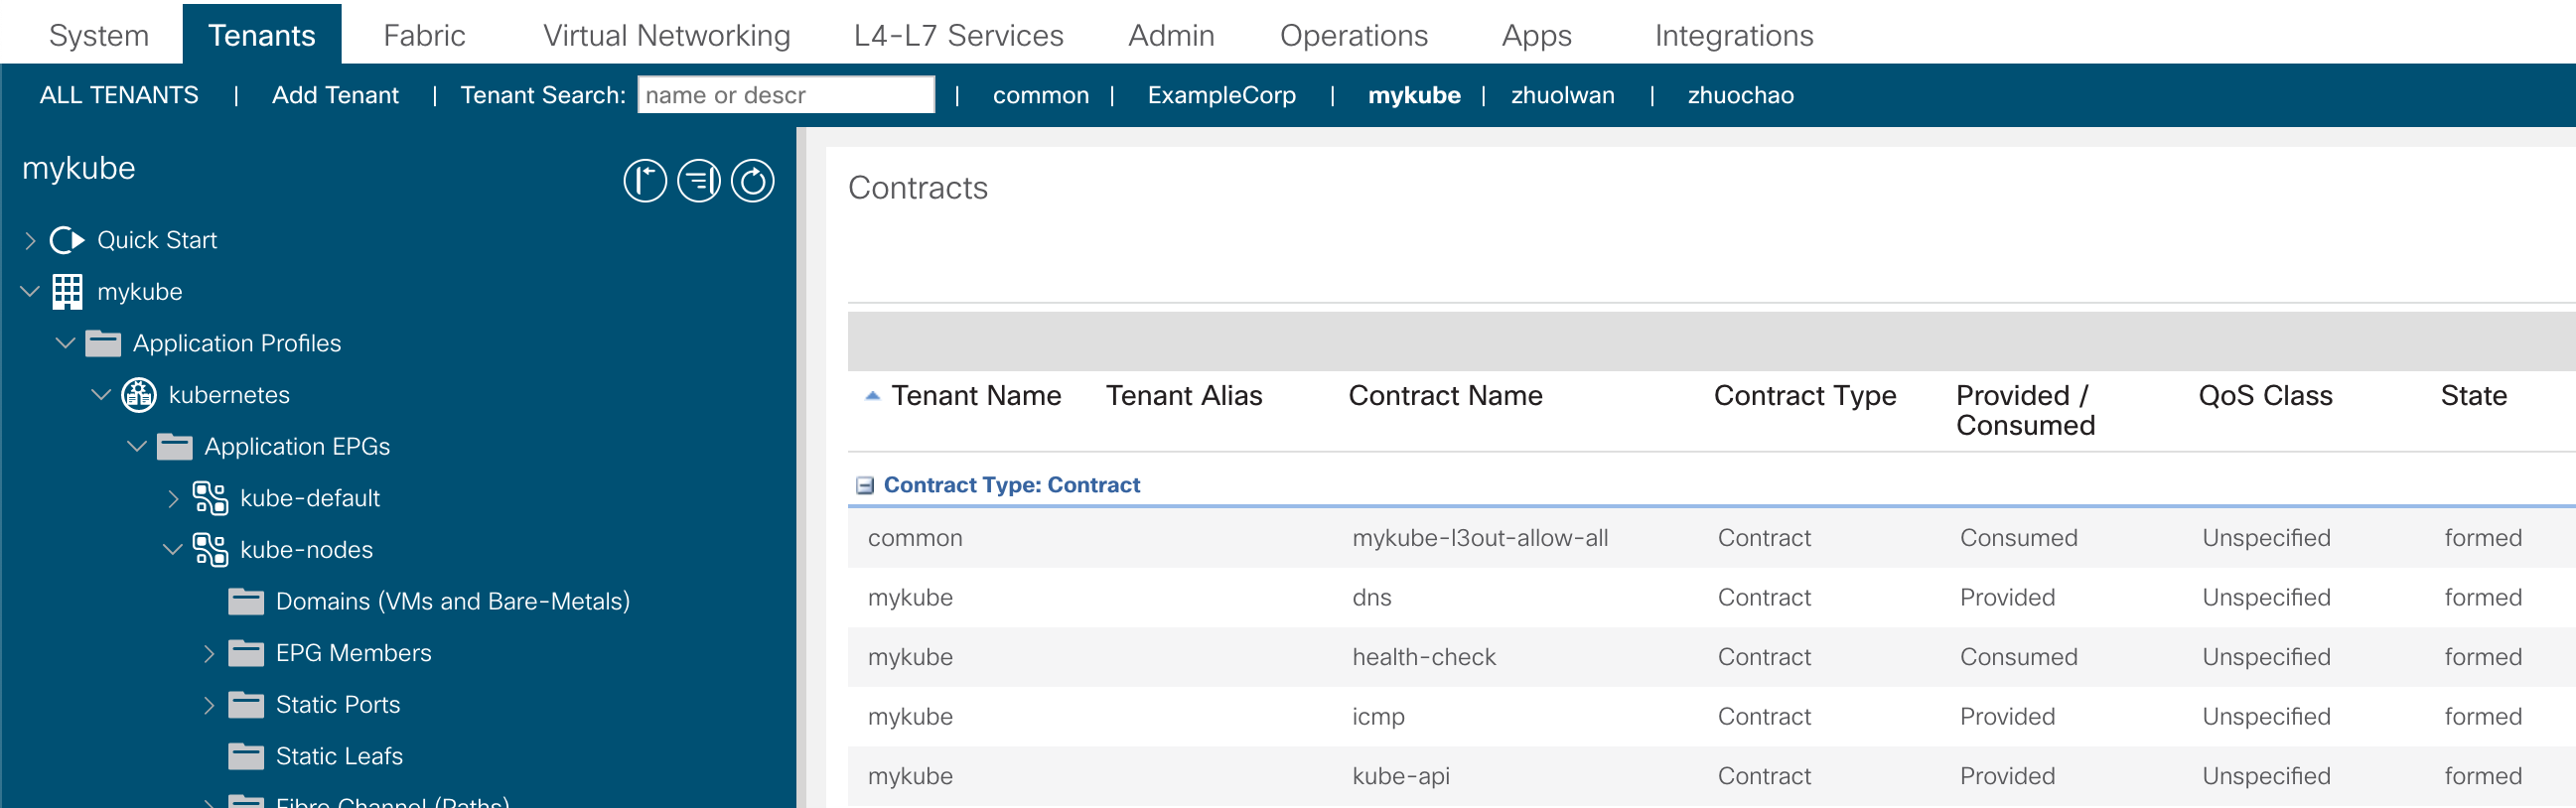 System Tenants Fabric Virtual Networking L4-L7 Services Admin Operations Apps Integrations
ALL TENANTS | Add Tenant | Tenant Search: name or descr | common | ExampleCorp | mykube | zhuolwan | zhuochao
mykube
Quick Start
mykube
Application Profiles
kubernetes
Application EPGs
kube-default
kube-nodes
Domains (VMs and Bare-Metals)
EPG Members
Static Ports
Static Leafs
Fibre Channel (Paths)
Contracts
Tenant Name Tenant Alias Contract Name Contract Type Provided / Consumed QoS Class State
Contract Type: Contract
common mykube-l3out-allow-all Contract Consumed Unspecified formed
mykube dns Contract Provided Unspecified formed
mykube health-check Contract Consumed Unspecified formed
mykube icmp Contract Provided Unspecified formed
mykube kube-api Contract Provided Unspecified formed